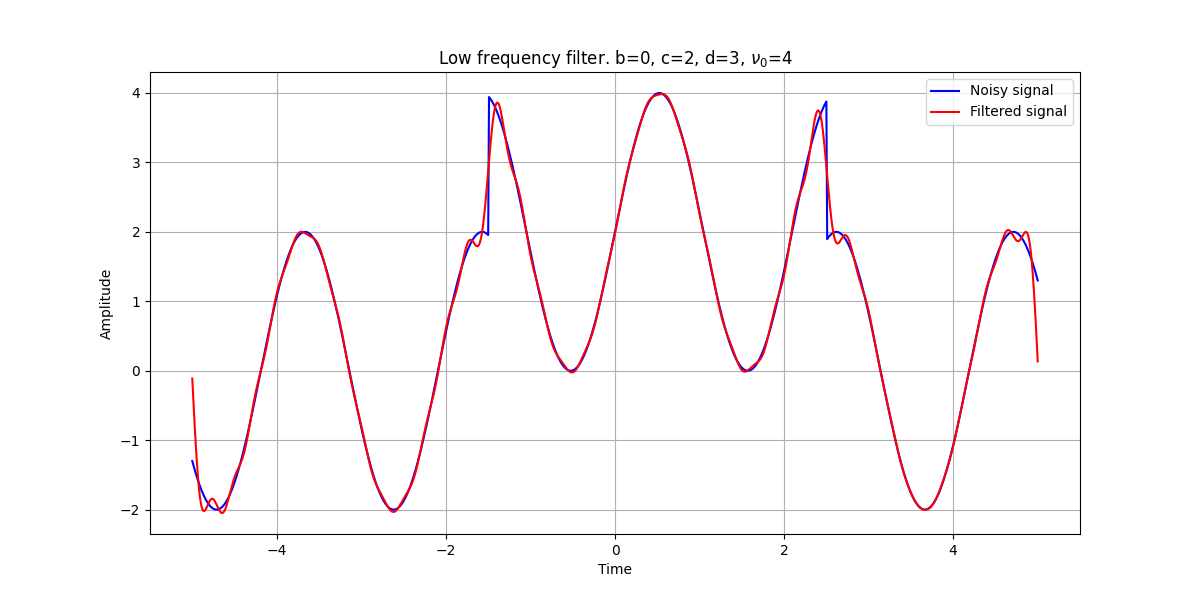 Low frequency filter. b=0, c=2, d=3, ν₀=4
Noisy signal
Filtered signal
Amplitude
4
3
2
1
0
−1
−2
−4
−2
0
2
4
Time